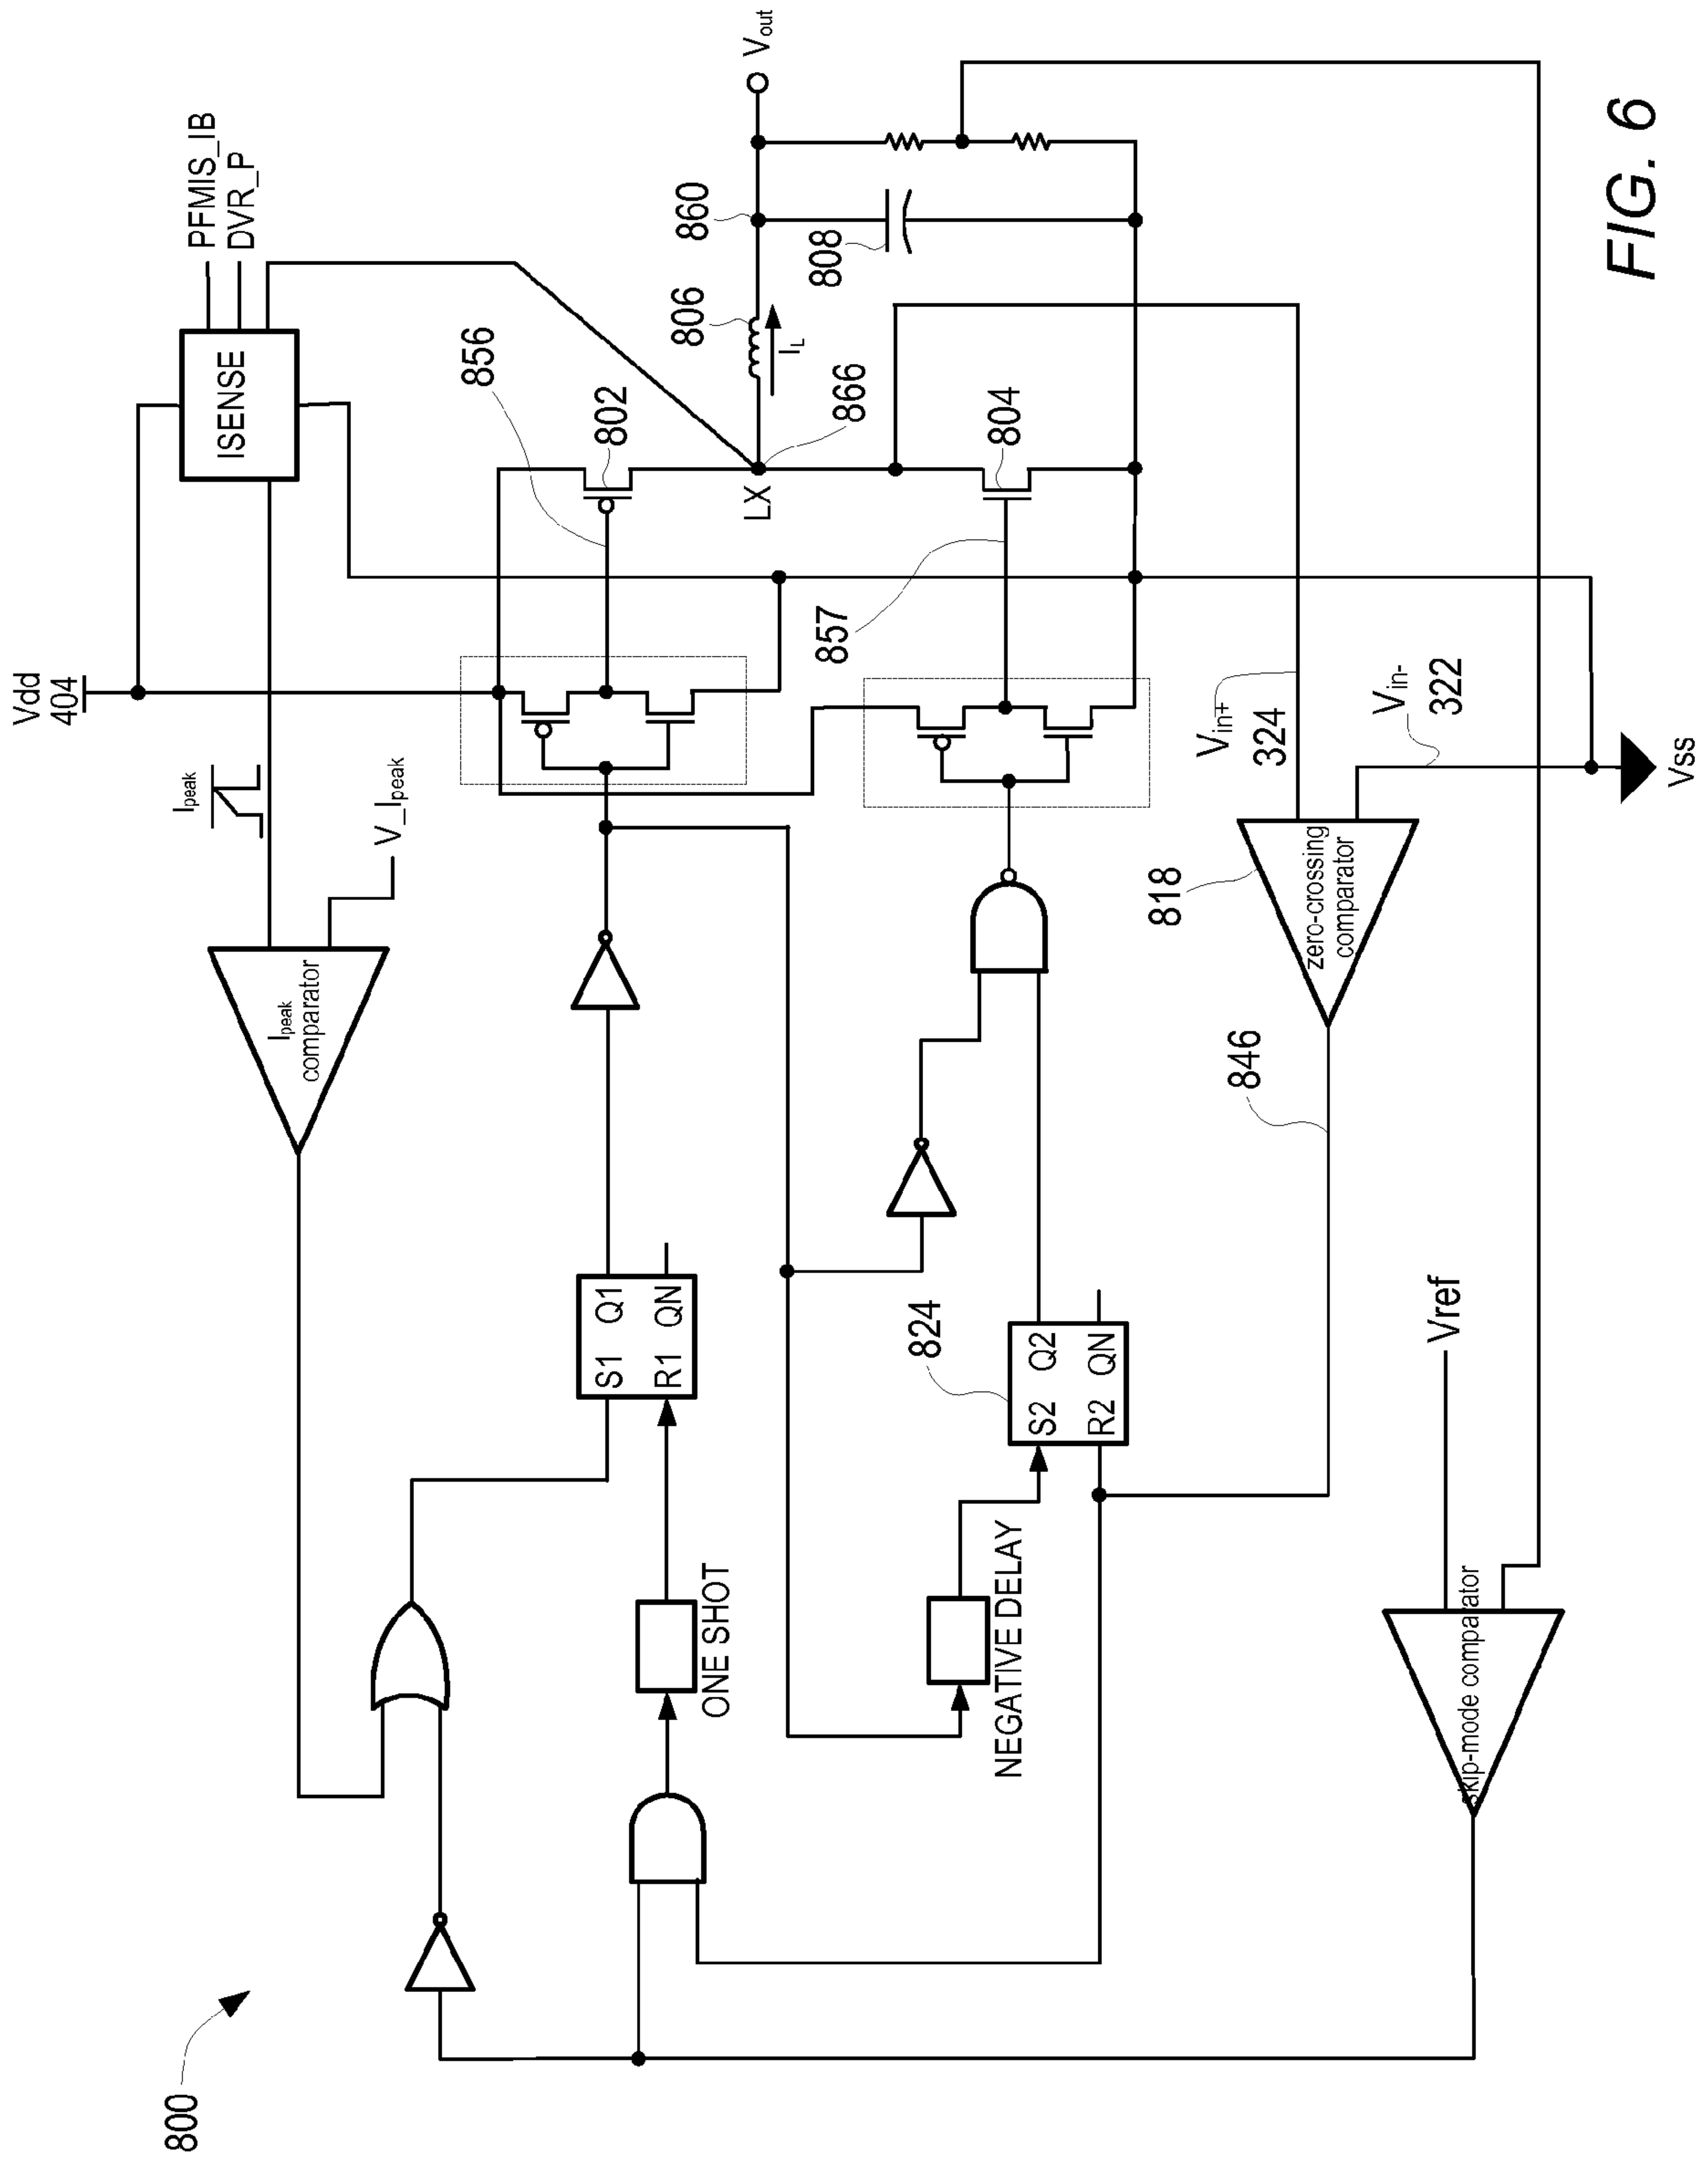 800
Vdd
404
PFMIS_IB
DVR_P
ISENSE
Ipeak
V_Ipeak
Ipeak
comparator
856
802
LX
866
806
IL
860
Vout
808
857
804
S1 Q1
R1 QN
ONE SHOT
NEGATIVE DELAY
824
S2 Q2
R2 QN
846
818
zero-crossing
comparator
Vin+
324
Vin-
322
Vss
Vref
skip-mode comparator
FIG. 6